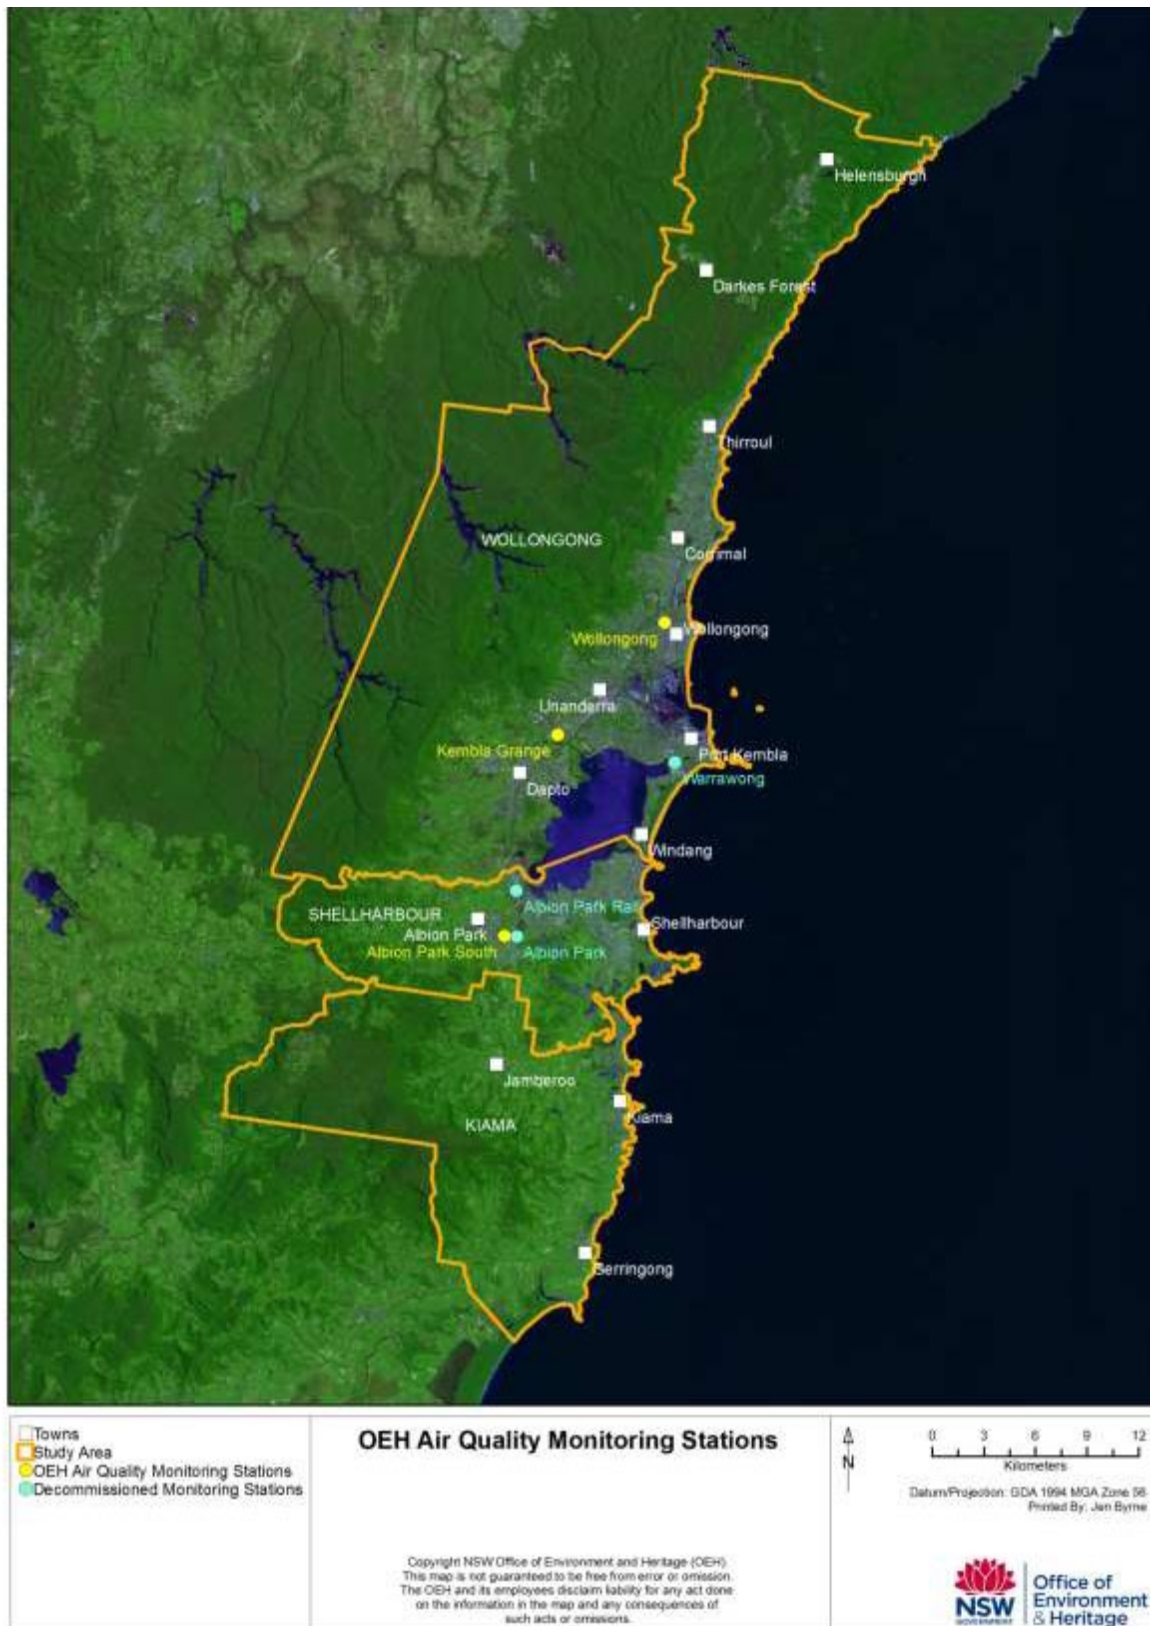 Helensburgh
Darkes Forest
Thirroul
WOLLONGONG
Corrimal
Wollongong
Wollongong
Unanderra
Kembla Grange
Port Kembla
Warrawong
Dapto
Windang
Albion Park Rail
SHELLHARBOUR
Shellharbour
Albion Park
Albion Park South
Albion Park
Jamberoo
Kiama
KIAMA
Gerringong
Towns
Study Area
OEH Air Quality Monitoring Stations
Decommissioned Monitoring Stations
OEH Air Quality Monitoring Stations
Copyright NSW Office of Environment and Heritage (OEH)
This map is not guaranteed to be free from error or omission.
The OEH and its employees disclaim liability for any act done
on the information in the map and any consequences of
such acts or omissions.
N
0 3 6 9 12
Kilometers
Datum/Projection: GDA 1994 MGA Zone 56
Printed By: Jen Byrne
NSW
GOVERNMENT
Office of
Environment
& Heritage